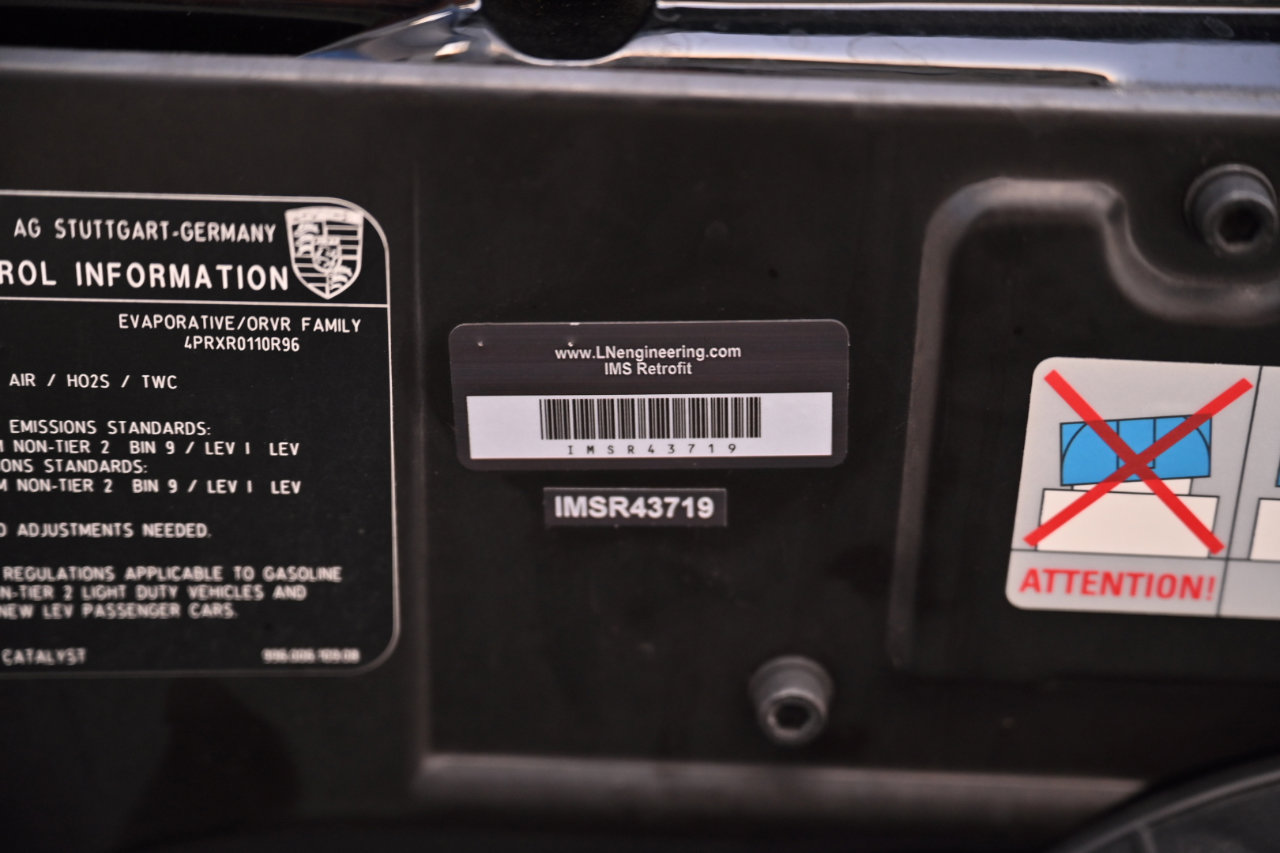 AG STUTTGART-GERMANY
ROL INFORMATION
EVAPORATIVE/ORVR FAMILY
4PRXR0110R96
AIR / HO2S / TWC
EMISSIONS STANDARDS:
NON-TIER 2 BIN 9 / LEV I LEV
ONS STANDARDS:
M NON-TIER 2 BIN 9 / LEV I LEV
ADJUSTMENTS NEEDED.
REGULATIONS APPLICABLE TO GASOLINE
N-TIER 2 LIGHT DUTY VEHICLES AND
NEW LEV PASSENGER CARS.
CATALYST
www.LNengineering.com
IMS Retrofit
IMSR43719
IMSR43719
ATTENTION!